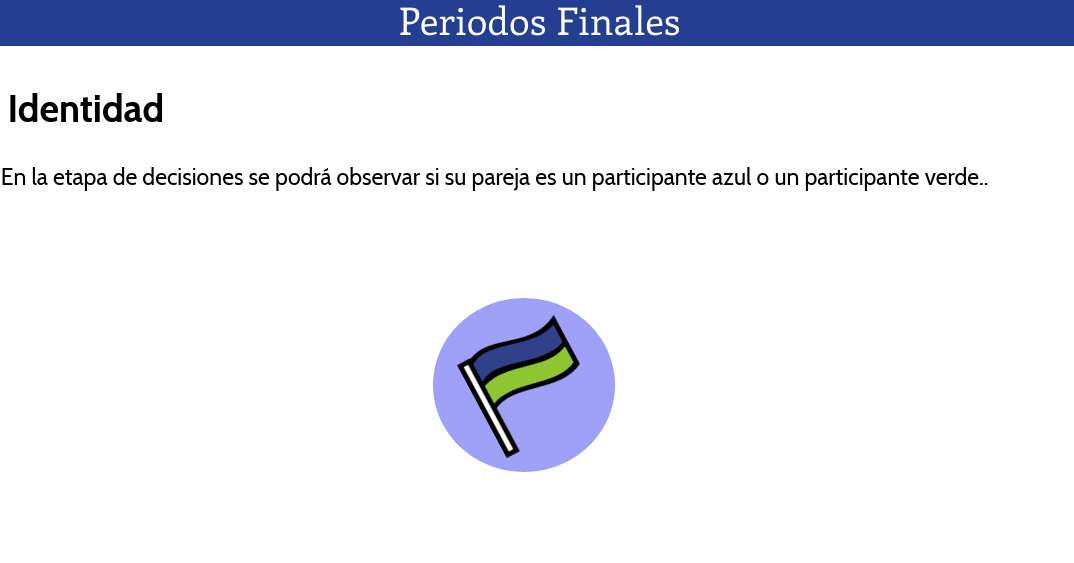 Periodos Finales
Identidad
En la etapa de decisiones se podrá observar si su pareja es un participante azul o un participante verde..